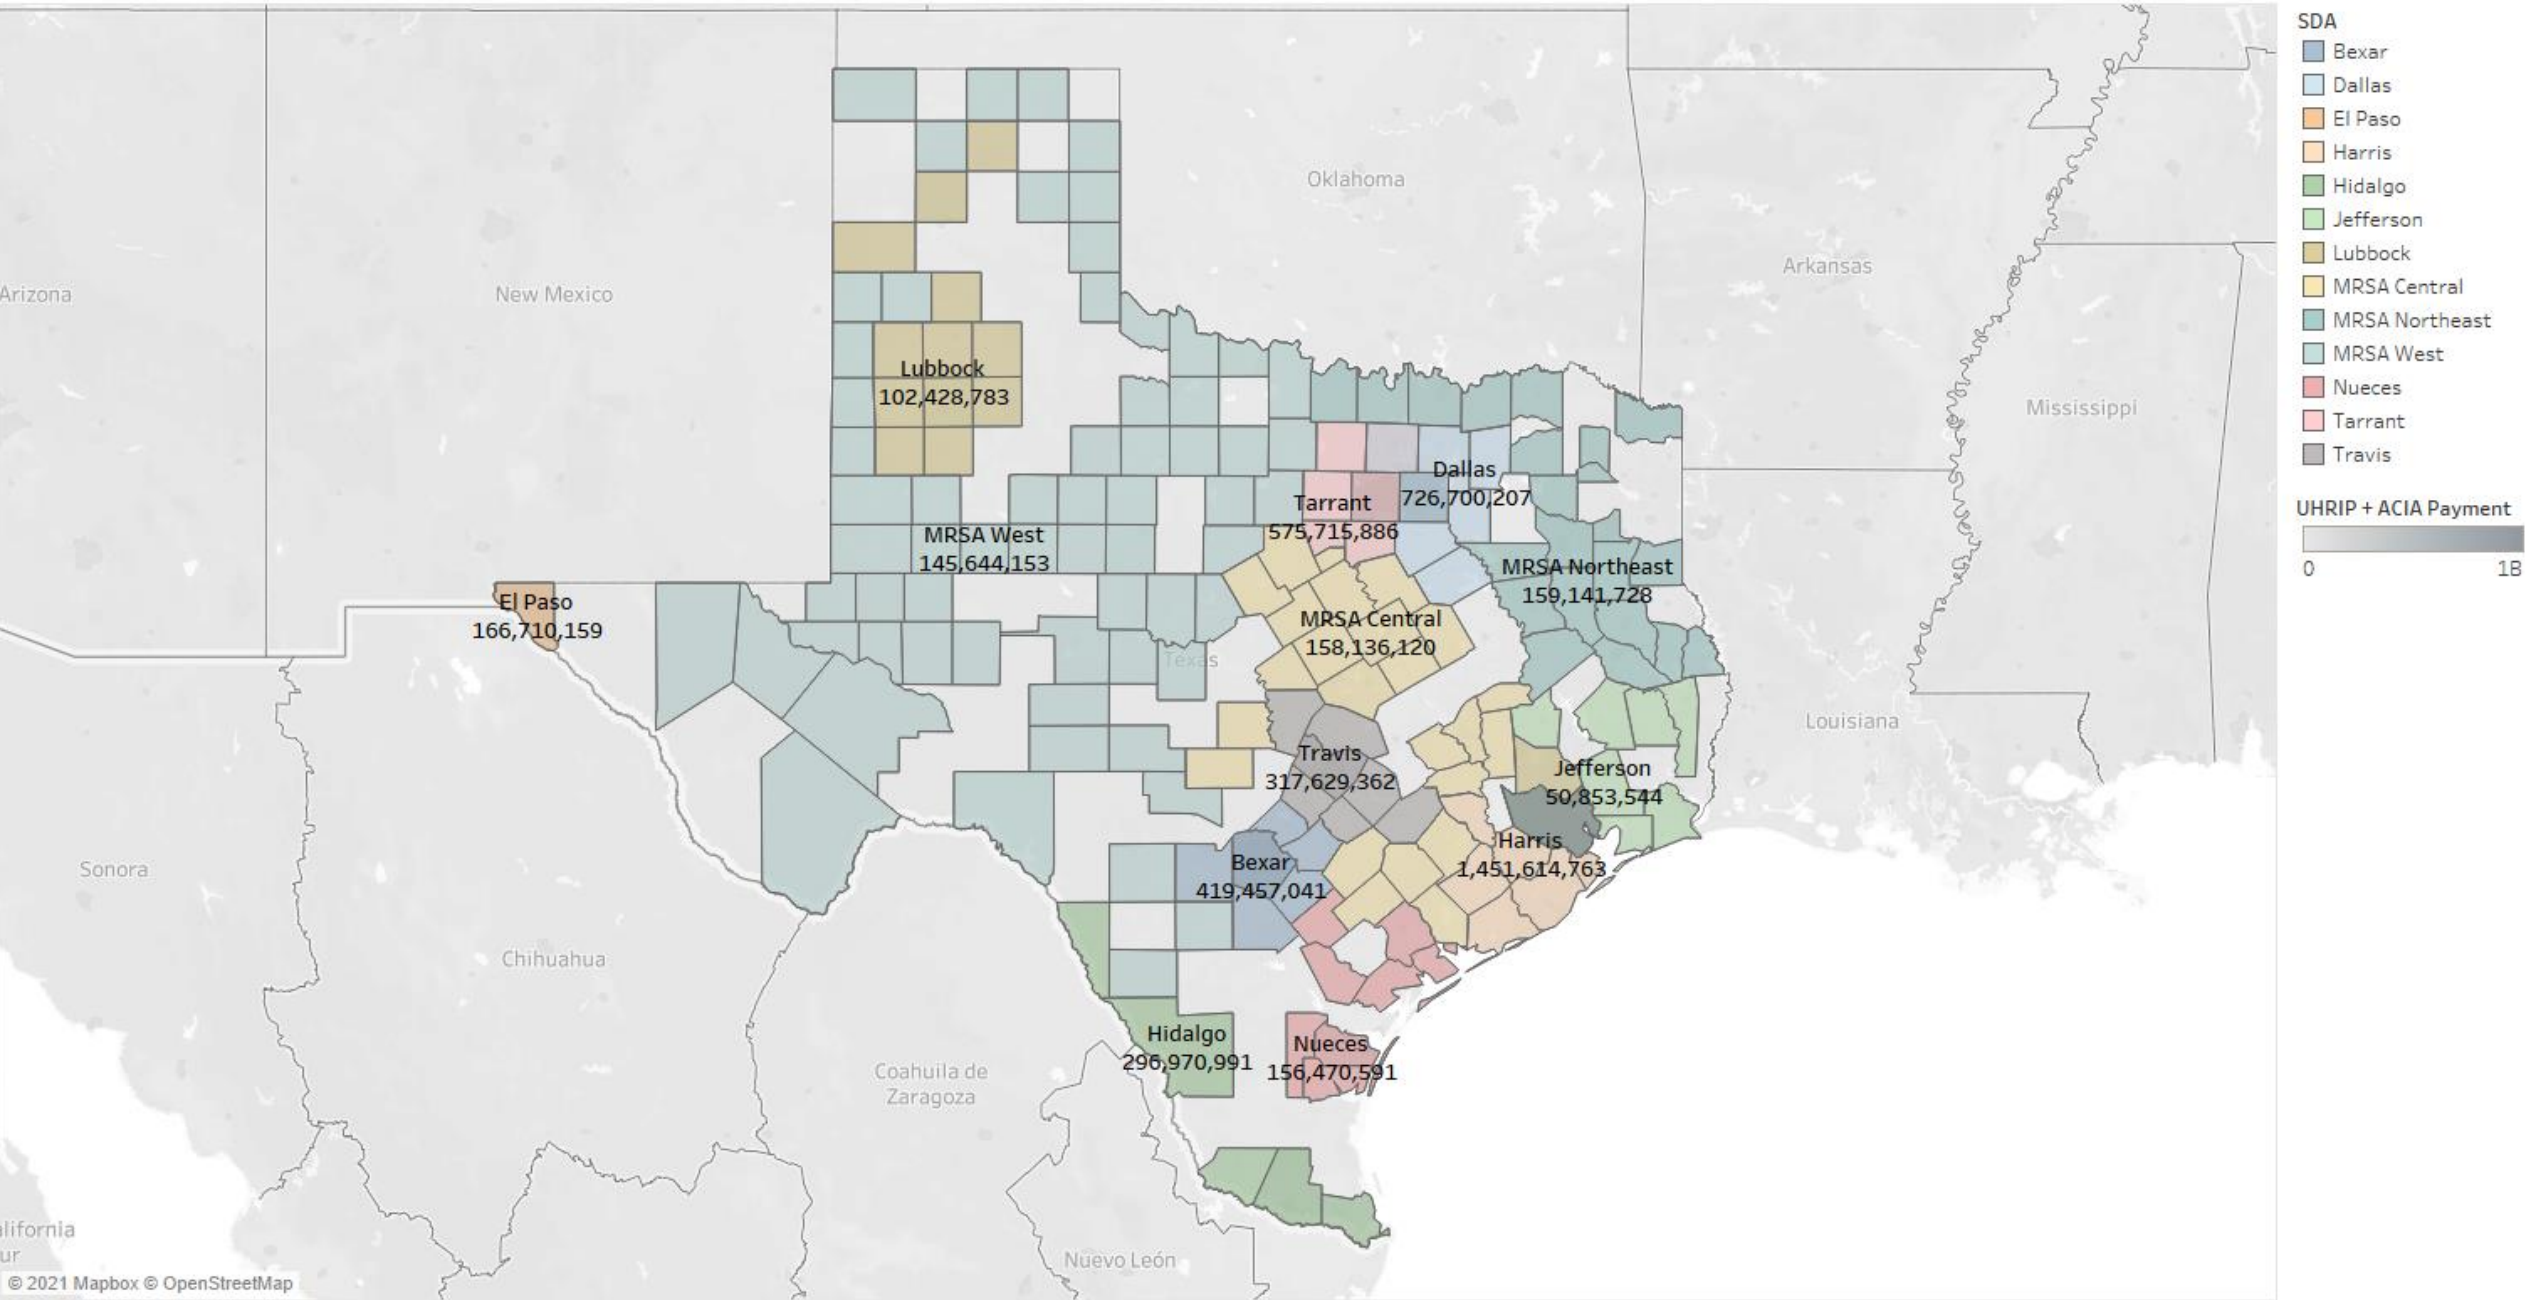 SDA
Bexar
Dallas
El Paso
Harris
Hidalgo
Jefferson
Lubbock
MRSA Central
MRSA Northeast
MRSA West
Nueces
Tarrant
Travis
UHRIP + ACIA Payment
0 1B
Oklahoma
Arkansas
Arizona
New Mexico
Lubbock
102,428,783
Mississippi
Dallas
726,700,207
Tarrant
575,715,886
MRSA West
145,644,153
MRSA Northeast
159,141,728
El Paso
166,710,159
MRSA Central
158,136,120
Texas
Louisiana
Travis
317,629,362
Jefferson
50,853,544
Harris
1,451,614,763
Bexar
419,457,041
Sonora
Chihuahua
Hidalgo
296,970,991
Nueces
156,470,591
Coahuila de
Zaragoza
lifornia
ur
Nuevo León
© 2021 Mapbox © OpenStreetMap